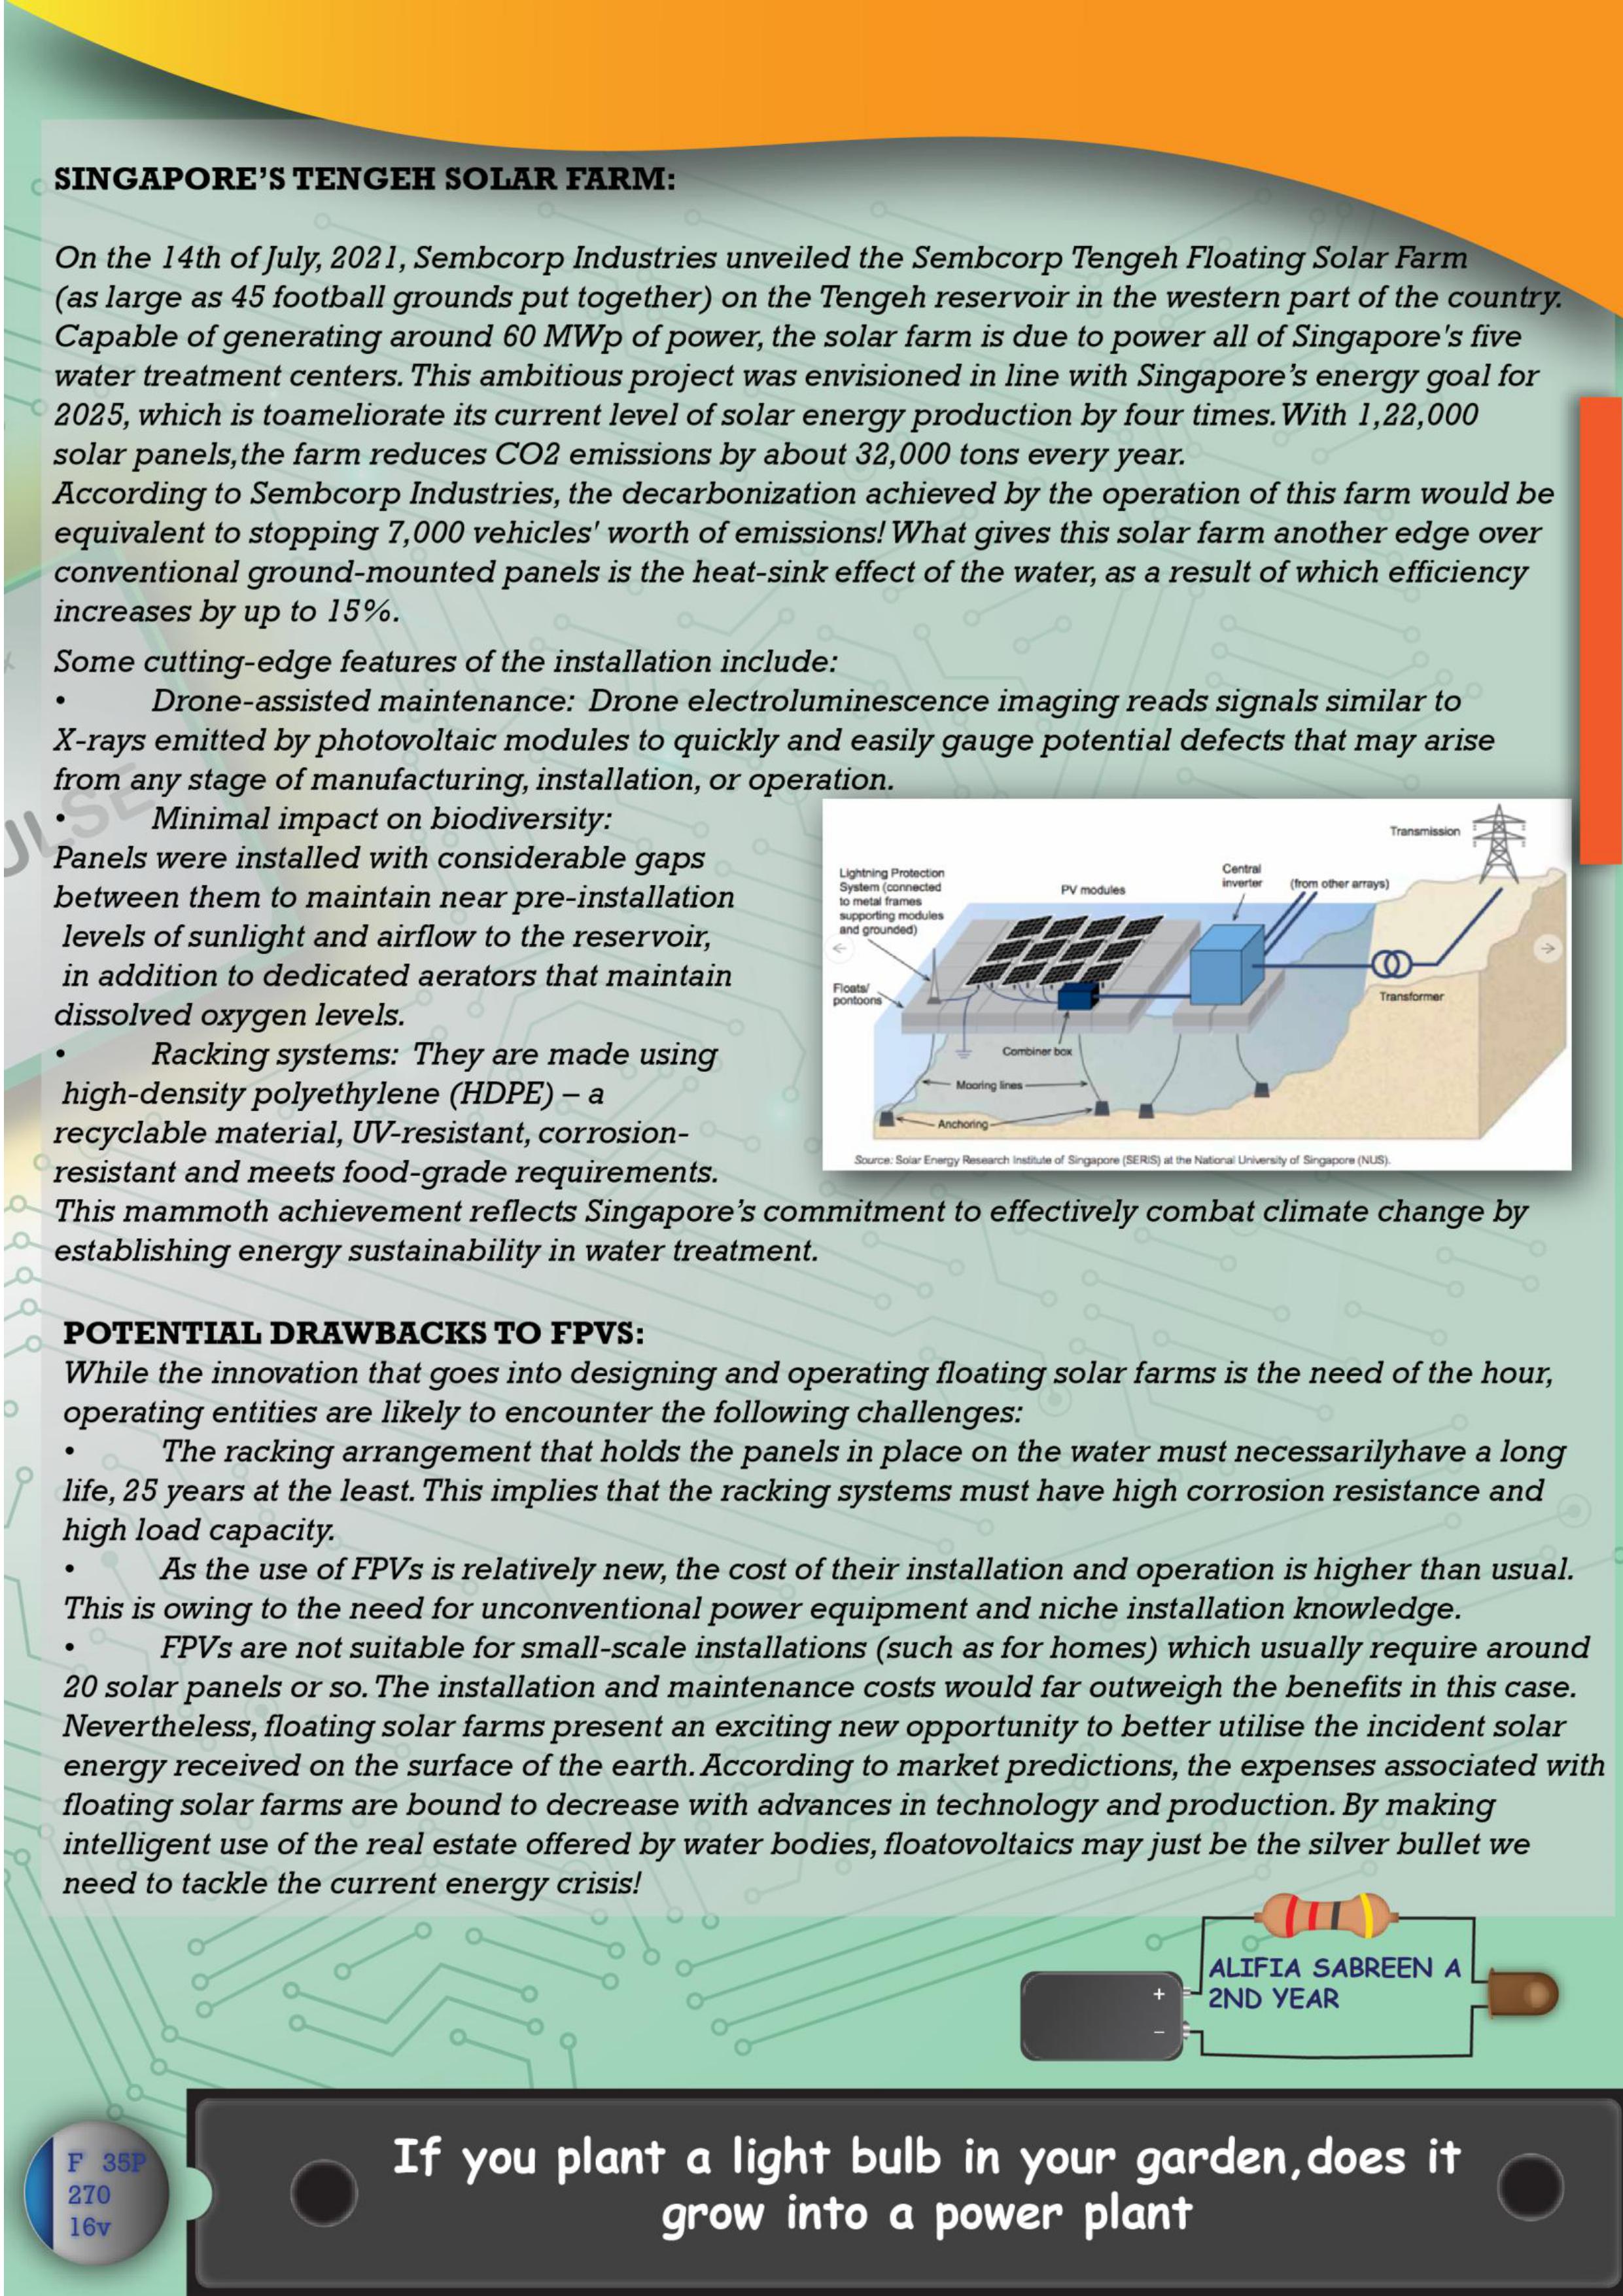 SINGAPORE'S TENGEH SOLAR FARM:
On the 14th of July, 2021, Sembcorp Industries unveiled the Sembcorp Tengeh Floating Solar Farm
(as large as 45 football grounds put together) on the Tengeh reservoir in the western part of the country.
Capable of generating around 60 MWp of power, the solar farm is due to power all of Singapore's five
water treatment centers. This ambitious project was envisioned in line with Singapore's energy goal for
2025, which is toameliorate its current level of solar energy production by four times. With 1,22,000
solar panels,the farm reduces CO2 emissions by about 32,000 tons every year.
According to Sembcorp Industries, the decarbonization achieved by the operation of this farm would be
equivalent to stopping 7,000 vehicles' worth of emissions! What gives this solar farm another edge over
conventional ground-mounted panels is the heat-sink effect of the water, as a result of which efficiency
increases by up to 15%.
Some cutting-edge features of the installation include:
• Drone-assisted maintenance: Drone electroluminescence imaging reads signals similar to
X-rays emitted by photovoltaic modules to quickly and easily gauge potential defects that may arise
from any stage of manufacturing, installation, or operation.
• Minimal impact on biodiversity:
Panels were installed with considerable gaps
between them to maintain near pre-installation
levels of sunlight and airflow to the reservoir,
in addition to dedicated aerators that maintain
dissolved oxygen levels.
• Racking systems: They are made using
high-density polyethylene (HDPE) – a
recyclable material, UV-resistant, corrosion-
resistant and meets food-grade requirements.
Transmission
Lightning Protection
System (connected
to metal frames
supporting modules
and grounded)
PV modules
Central
inverter
(from other arrays)
Floats/
pontoons
Transformer
Combiner box
Mooring lines
Anchoring
Source: Solar Energy Research Institute of Singapore (SERIS) at the National University of Singapore (NUS).
This mammoth achievement reflects Singapore's commitment to effectively combat climate change by
establishing energy sustainability in water treatment.
POTENTIAL DRAWBACKS TO FPVS:
While the innovation that goes into designing and operating floating solar farms is the need of the hour,
operating entities are likely to encounter the following challenges:
• The racking arrangement that holds the panels in place on the water must necessarilyhave a long
life, 25 years at the least. This implies that the racking systems must have high corrosion resistance and
high load capacity.
• As the use of FPVs is relatively new, the cost of their installation and operation is higher than usual.
This is owing to the need for unconventional power equipment and niche installation knowledge.
• FPVs are not suitable for small-scale installations (such as for homes) which usually require around
20 solar panels or so. The installation and maintenance costs would far outweigh the benefits in this case.
Nevertheless, floating solar farms present an exciting new opportunity to better utilise the incident solar
energy received on the surface of the earth. According to market predictions, the expenses associated with
floating solar farms are bound to decrease with advances in technology and production. By making
intelligent use of the real estate offered by water bodies, floatovoltaics may just be the silver bullet we
need to tackle the current energy crisis!
ALIFIA SABREEN A
2ND YEAR
+
−
F 35P
270
16v
If you plant a light bulb in your garden,does it
grow into a power plant